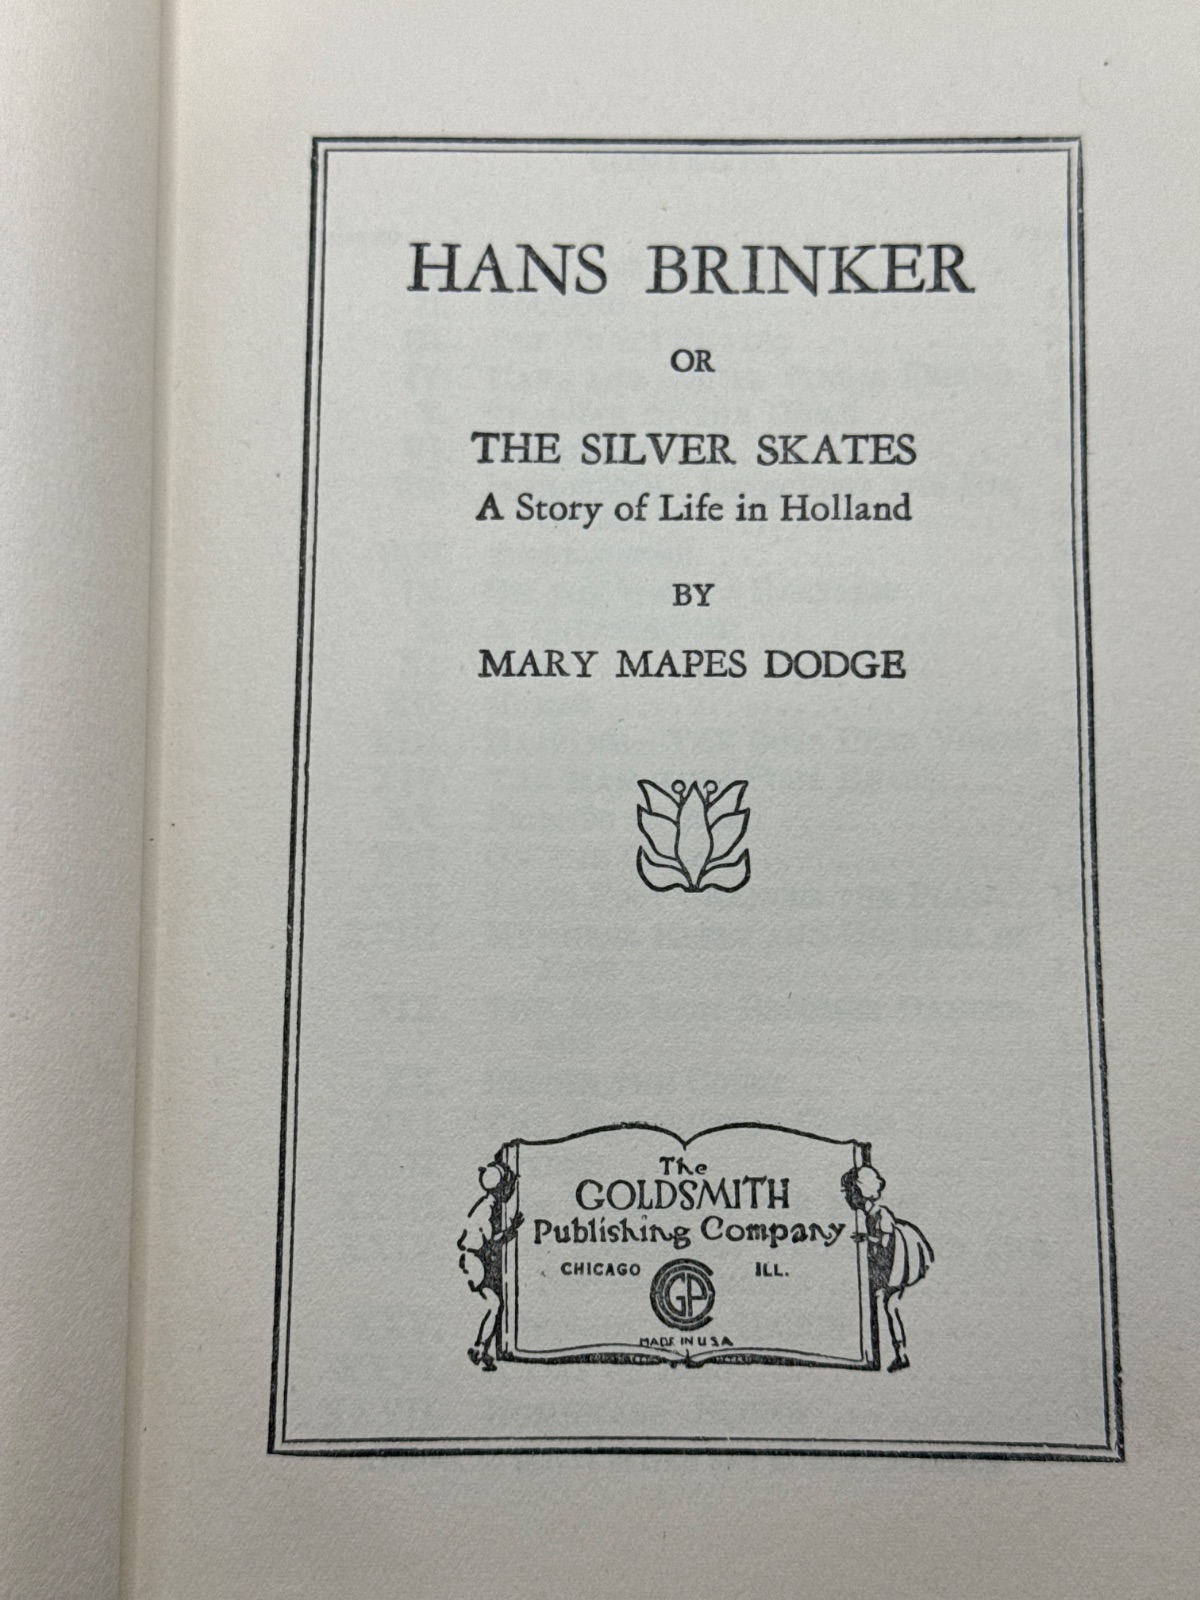 HANS BRINKER
OR
THE SILVER SKATES
A Story of Life in Holland
BY
MARY MAPES DODGE
The
GOLDSMITH
Publishing Company
CHICAGO ILL.
GPC
MADE IN U.S.A